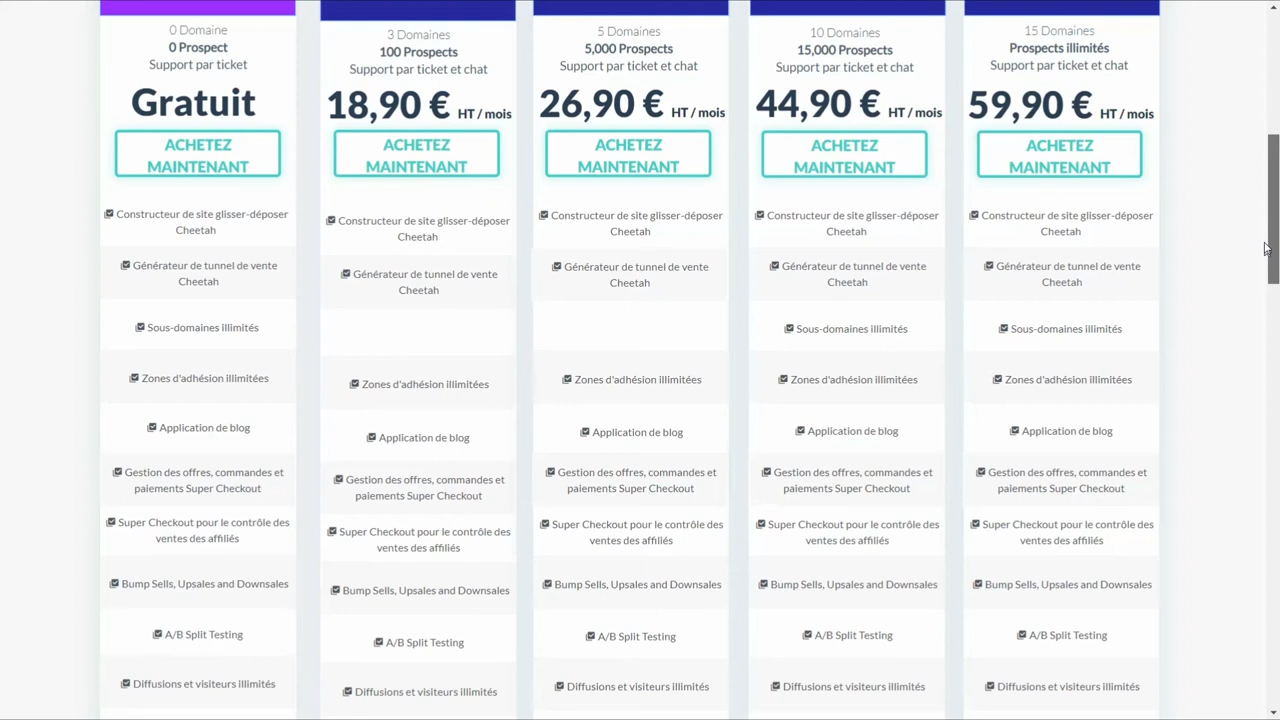 0 Domaine
0 Prospect
Support par ticket
Gratuit
ACHETEZ
MAINTENANT
Constructeur de site glisser-déposer
Cheetah
Générateur de tunnel de vente
Cheetah
Sous-domaines illimités
Zones d'adhésion illimitées
Application de blog
Gestion des offres, commandes et
paiements Super Checkout
Super Checkout pour le contrôle des
ventes des affiliés
Bump Sells, Upsales and Downsales
A/B Split Testing
Diffusions et visiteurs illimités
3 Domaines
100 Prospects
Support par ticket et chat
18,90 € HT / mois
ACHETEZ
MAINTENANT
Constructeur de site glisser-déposer
Cheetah
Générateur de tunnel de vente
Cheetah
Zones d'adhésion illimitées
Application de blog
Gestion des offres, commandes et
paiements Super Checkout
Super Checkout pour le contrôle des
ventes des affiliés
Bump Sells, Upsales and Downsales
A/B Split Testing
Diffusions et visiteurs illimités
5 Domaines
5,000 Prospects
Support par ticket et chat
26,90 € HT / mois
ACHETEZ
MAINTENANT
Constructeur de site glisser-déposer
Cheetah
Générateur de tunnel de vente
Cheetah
Zones d'adhésion illimitées
Application de blog
Gestion des offres, commandes et
paiements Super Checkout
Super Checkout pour le contrôle des
ventes des affiliés
Bump Sells, Upsales and Downsales
A/B Split Testing
Diffusions et visiteurs illimités
10 Domaines
15,000 Prospects
Support par ticket et chat
44,90 € HT / mois
ACHETEZ
MAINTENANT
Constructeur de site glisser-déposer
Cheetah
Générateur de tunnel de vente
Cheetah
Sous-domaines illimités
Zones d'adhésion illimitées
Application de blog
Gestion des offres, commandes et
paiements Super Checkout
Super Checkout pour le contrôle des
ventes des affiliés
Bump Sells, Upsales and Downsales
A/B Split Testing
Diffusions et visiteurs illimités
15 Domaines
Prospects illimités
Support par ticket et chat
59,90 € HT / mois
ACHETEZ
MAINTENANT
Constructeur de site glisser-déposer
Cheetah
Générateur de tunnel de vente
Cheetah
Sous-domaines illimités
Zones d'adhésion illimitées
Application de blog
Gestion des offres, commandes et
paiements Super Checkout
Super Checkout pour le contrôle des
ventes des affiliés
Bump Sells, Upsales and Downsales
A/B Split Testing
Diffusions et visiteurs illimités